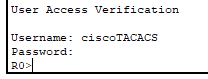 User Access Verification
Username: ciscoTACACS
Password:
R0>